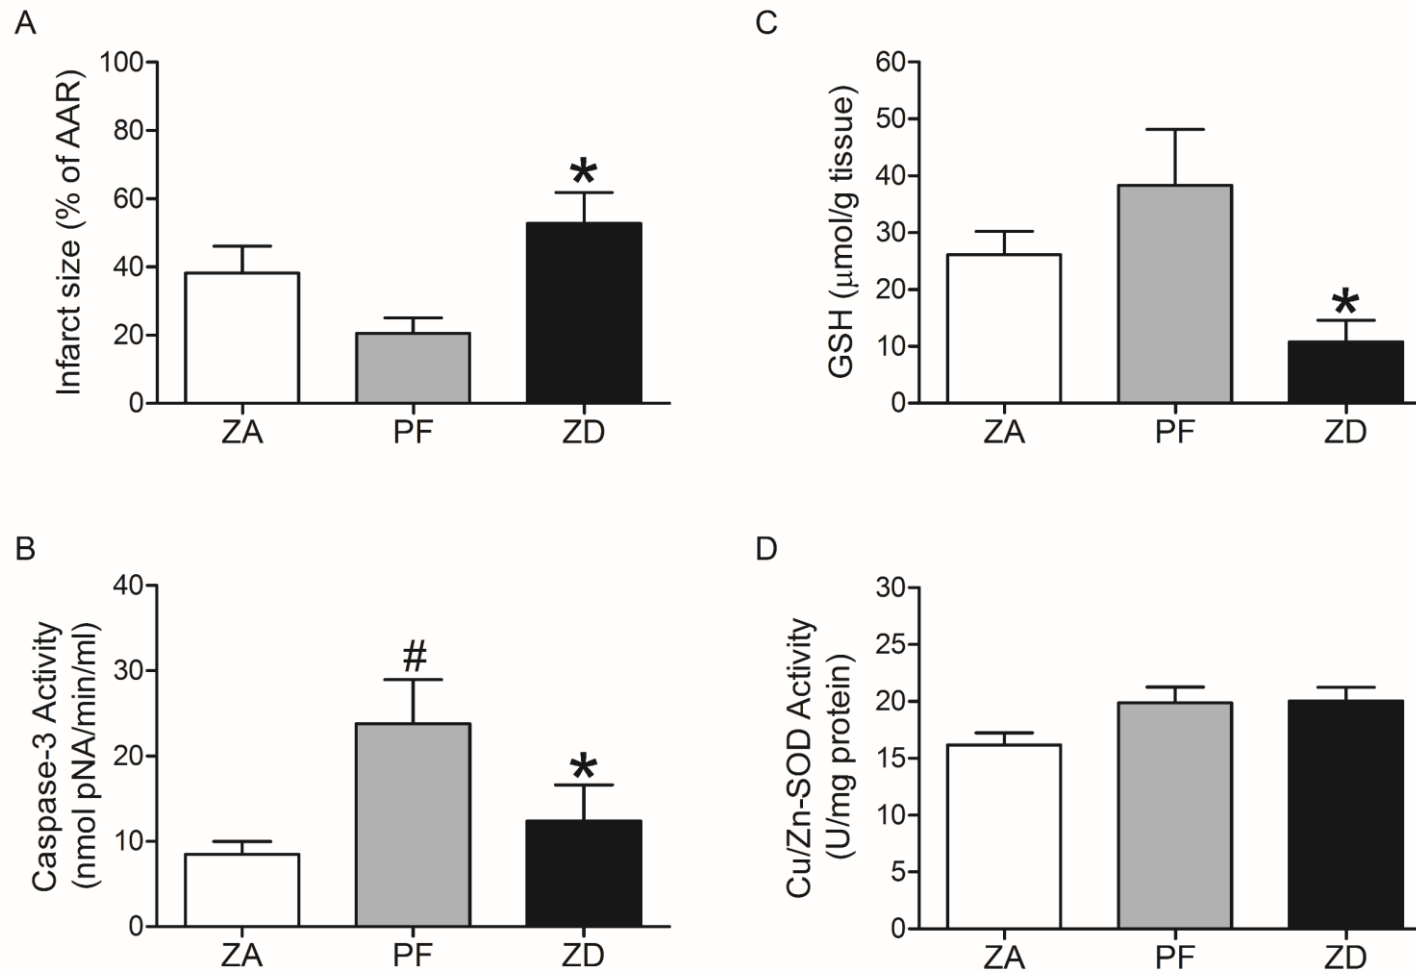 A
Infarct size (% of AAR)
100
80
60
40
20
0
*
ZA PF ZD
C
GSH (μmol/g tissue)
60
50
40
30
20
10
0
*
ZA PF ZD
B
Caspase-3 Activity
(nmol pNA/min/ml)
40
30
20
10
0
#
*
ZA PF ZD
D
Cu/Zn-SOD Activity
(U/mg protein)
30
25
20
15
10
5
0
ZA PF ZD